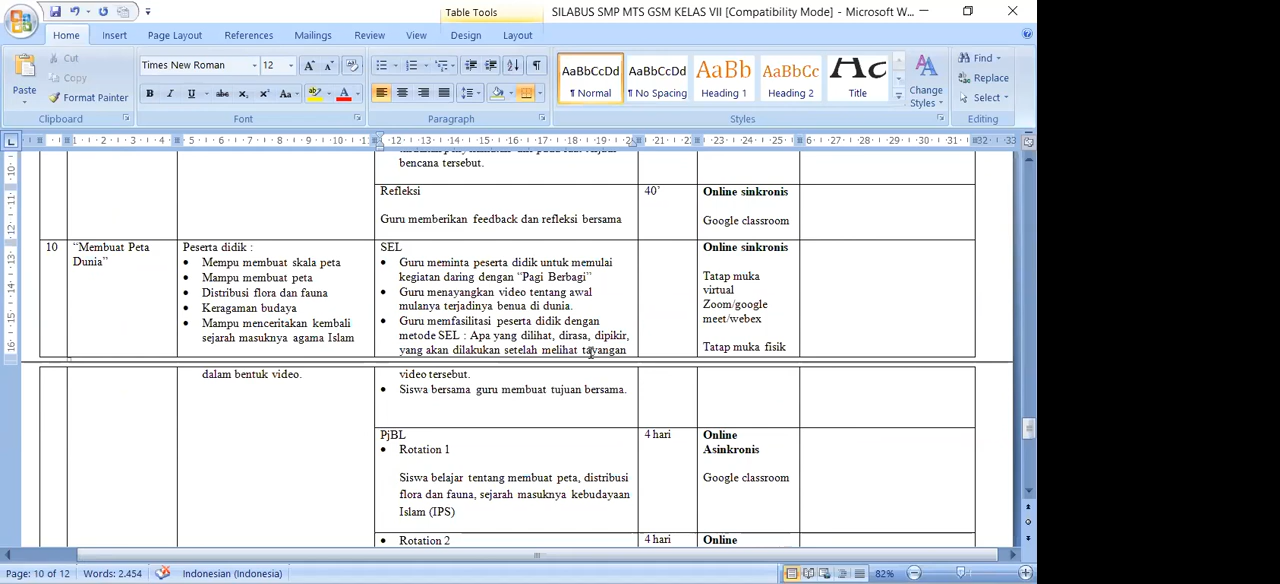 Table Tools
SILABUS SMP MTS GSM KELAS VII [Compatibility Mode] - Microsoft W...
Home Insert Page Layout References Mailings Review View Design Layout
Paste
Cut
Copy
Format Painter
Clipboard
Times New Roman 12
Font
Paragraph
AaBbCcDd
¶ Normal
AaBbCcDd
¶ No Spacing
AaBb
Heading 1
AaBbCc
Heading 2
AaB
Title
Change
Styles
Styles
Find
Replace
Select
Editing
bencana tersebut.
Refleksi
Guru memberikan feedback dan refleksi bersama
40’
Online sinkronis
Google classroom
10
“Membuat Peta
Dunia”
Peserta didik :
• Mempu membuat skala peta
• Mampu membuat peta
• Distribusi flora dan fauna
• Keragaman budaya
• Mampu menceritakan kembali
sejarah masuknya agama Islam
SEL
• Guru meminta peserta didik untuk memulai
kegiatan daring dengan “Pagi Berbagi”
• Guru menayangkan video tentang awal
mulanya terjadinya benua di dunia.
• Guru memfasilitasi peserta didik dengan
metode SEL : Apa yang dilihat, dirasa, dipikir,
yang akan dilakukan setelah melihat tayangan
Online sinkronis
Tatap muka
virtual
Zoom/google
meet/webex
Tatap muka fisik
dalam bentuk video.
video tersebut.
• Siswa bersama guru membuat tujuan bersama.
PjBL
• Rotation 1
Siswa belajar tentang membuat peta, distribusi
flora dan fauna, sejarah masuknya kebudayaan
Islam (IPS)
4 hari
Online
Asinkronis
Google classroom
• Rotation 2
4 hari
Online
Page: 10 of 12 Words: 2.454 Indonesian (Indonesia) 82%